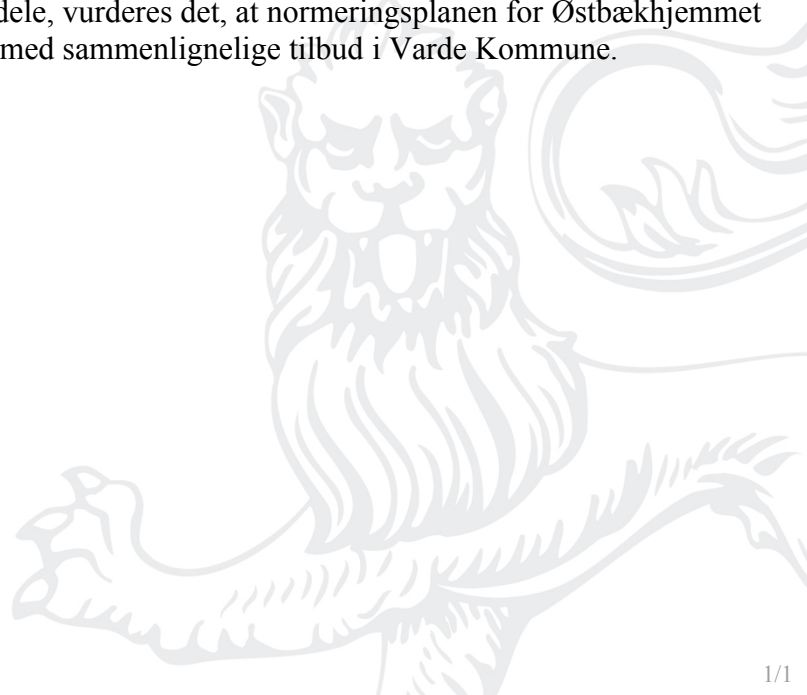 dele, vurderes det, at normeringsplanen for Østbækhjemmet
med sammenlignelige tilbud i Varde Kommune.
1/1